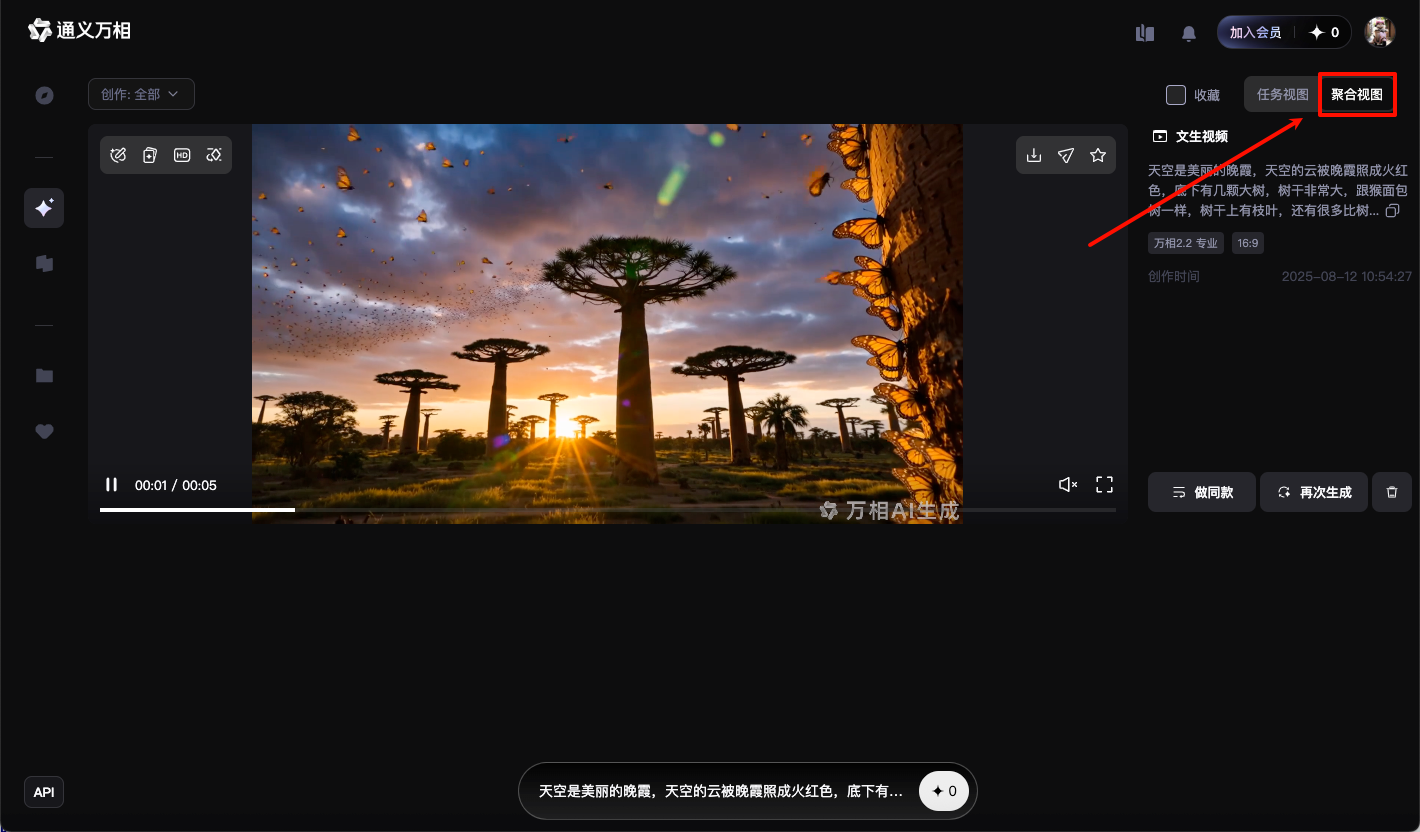 通义万相
加入会员
0
创作: 全部
收藏
任务视图
聚合视图
HD
文生视频
天空是美丽的晚霞，天空的云被晚霞照成火红
色，底下有几颗大树，树干非常大，跟猴面包
树一样，树干上有枝叶，还有很多比树...
万相2.2 专业
16:9
创作时间
2025-08-12 10:54:27
00:01 / 00:05
万相AI生成
做同款
再次生成
天空是美丽的晚霞，天空的云被晚霞照成火红色，底下有...
0
API